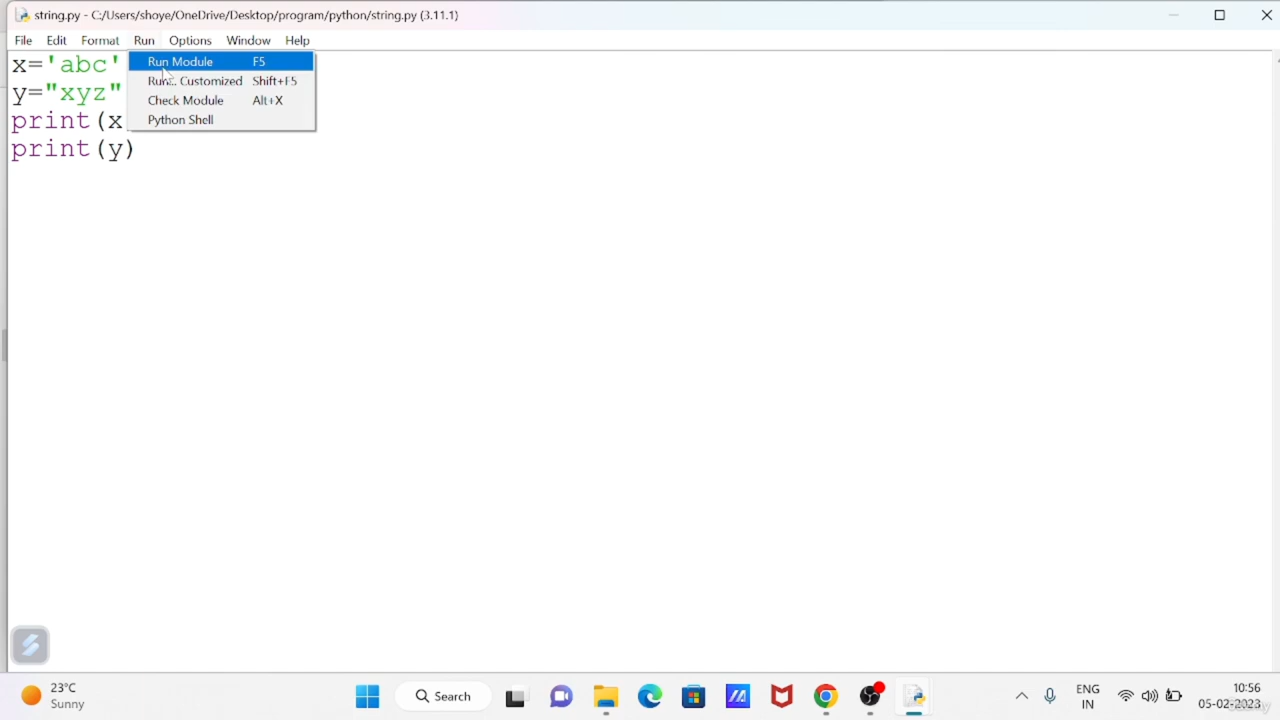 string.py - C:/Users/shoye/OneDrive/Desktop/program/python/string.py (3.11.1)
File Edit Format Run Options Window Help
x='abc'
y="xyz"
print(x
print(y)
Run Module F5
Run... Customized Shift+F5
Check Module Alt+X
Python Shell
23°C
Sunny
Search
ENG
IN
10:56
05-02-2023